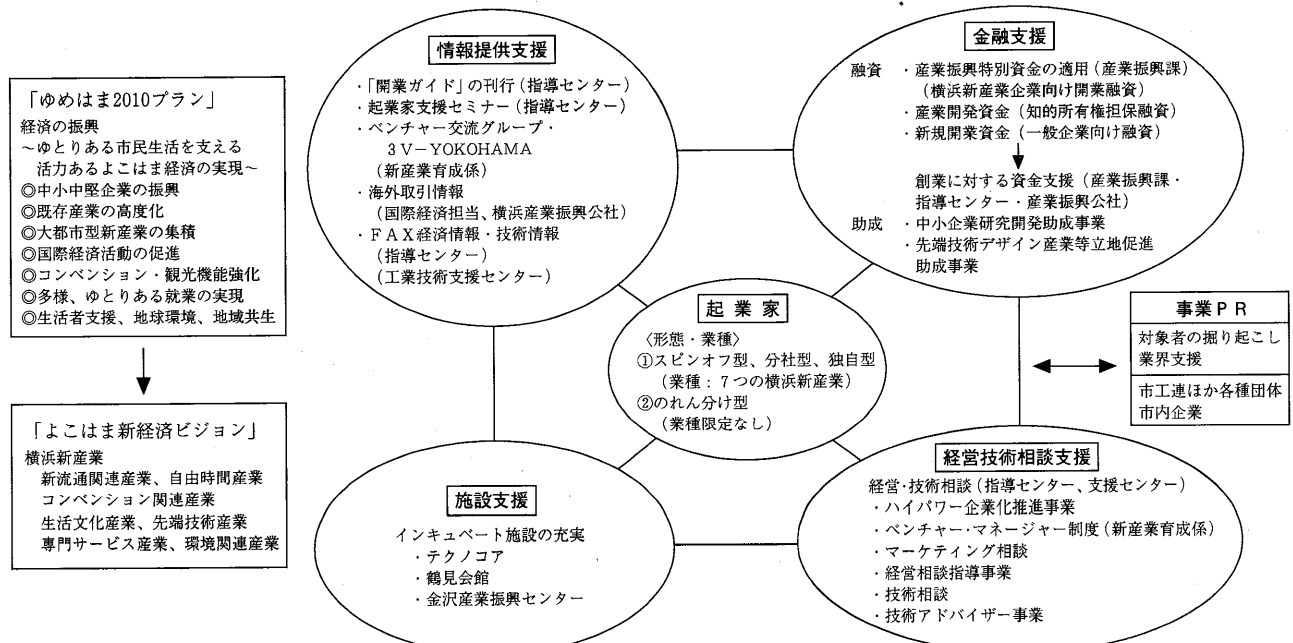 「ゆめはま2010プラン」
経済の振興
～ゆとりある市民生活を支える
活力あるよこはま経済の実現～
◎中小中堅企業の振興
◎既存産業の高度化
◎大都市型新産業の集積
◎国際経済活動の促進
◎コンベンション・観光機能強化
◎多様、ゆとりある就業の実現
◎生活者支援、地球環境、地域共生
「よこはま新経済ビジョン」
横浜新産業
新流通関連産業、自由時間産業
コンベンション関連産業
生活文化産業、先端技術産業
専門サービス産業、環境関連産業
情報提供支援
・「開業ガイド」の刊行（指導センター）
・起業家支援セミナー（指導センター）
・ベンチャー交流グループ・
３Ｖ－ＹＯＫＯＨＡＭＡ
（新産業育成係）
・海外取引情報
（国際経済担当、横浜産業振興公社）
・ＦＡＸ経済情報・技術情報
（指導センター）
（工業技術支援センター）
金融支援
融資 ・産業振興特別資金の適用（産業振興課）
（横浜新産業企業向け開業融資）
・産業開発資金（知的所有権担保融資）
・新規開業資金（一般企業向け融資）
創業に対する資金支援（産業振興課・
指導センター・産業振興公社）
助成 ・中小企業研究開発助成事業
・先端技術デザイン産業等立地促進
助成事業
起業家
〈形態・業種〉
①スピンオフ型、分社型、独自型
（業種：７つの横浜新産業）
②のれん分け型
（業種限定なし）
事業ＰＲ
対象者の掘り起こし
業界支援
市工連ほか各種団体
市内企業
施設支援
インキュベート施設の充実
・テクノコア
・鶴見会館
・金沢産業振興センター
経営技術相談支援
経営・技術相談（指導センター、支援センター）
・ハイパワー企業化推進事業
・ベンチャー・マネージャー制度（新産業育成係）
・マーケティング相談
・経営相談指導事業
・技術相談
・技術アドバイザー事業